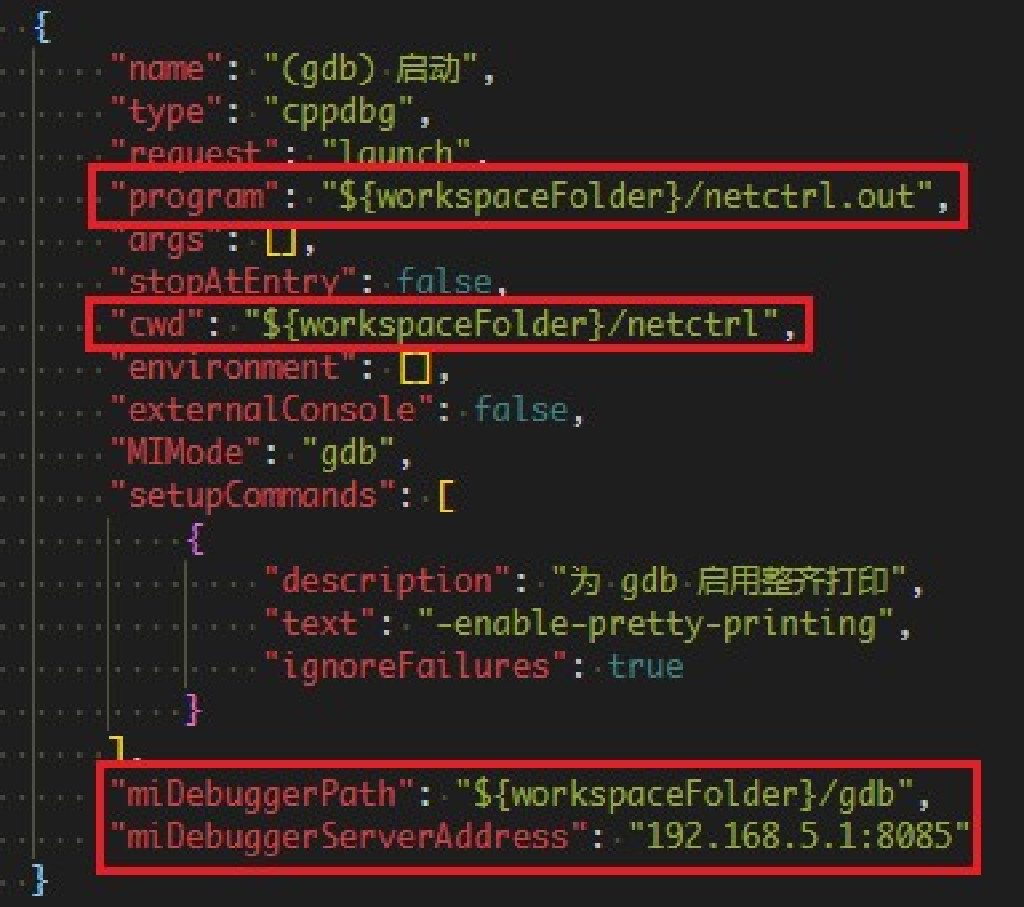 {
"name": "(gdb) 启动",
"type": "cppdbg",
"request": "launch",
"program": "${workspaceFolder}/netctrl.out",
"args": [],
"stopAtEntry": false,
"cwd": "${workspaceFolder}/netctrl",
"environment": [],
"externalConsole": false,
"MIMode": "gdb",
"setupCommands": [
{
"description": "为 gdb 启用整齐打印",
"text": "-enable-pretty-printing",
"ignoreFailures": true
}
],
"miDebuggerPath": "${workspaceFolder}/gdb",
"miDebuggerServerAddress": "192.168.5.1:8085"
}